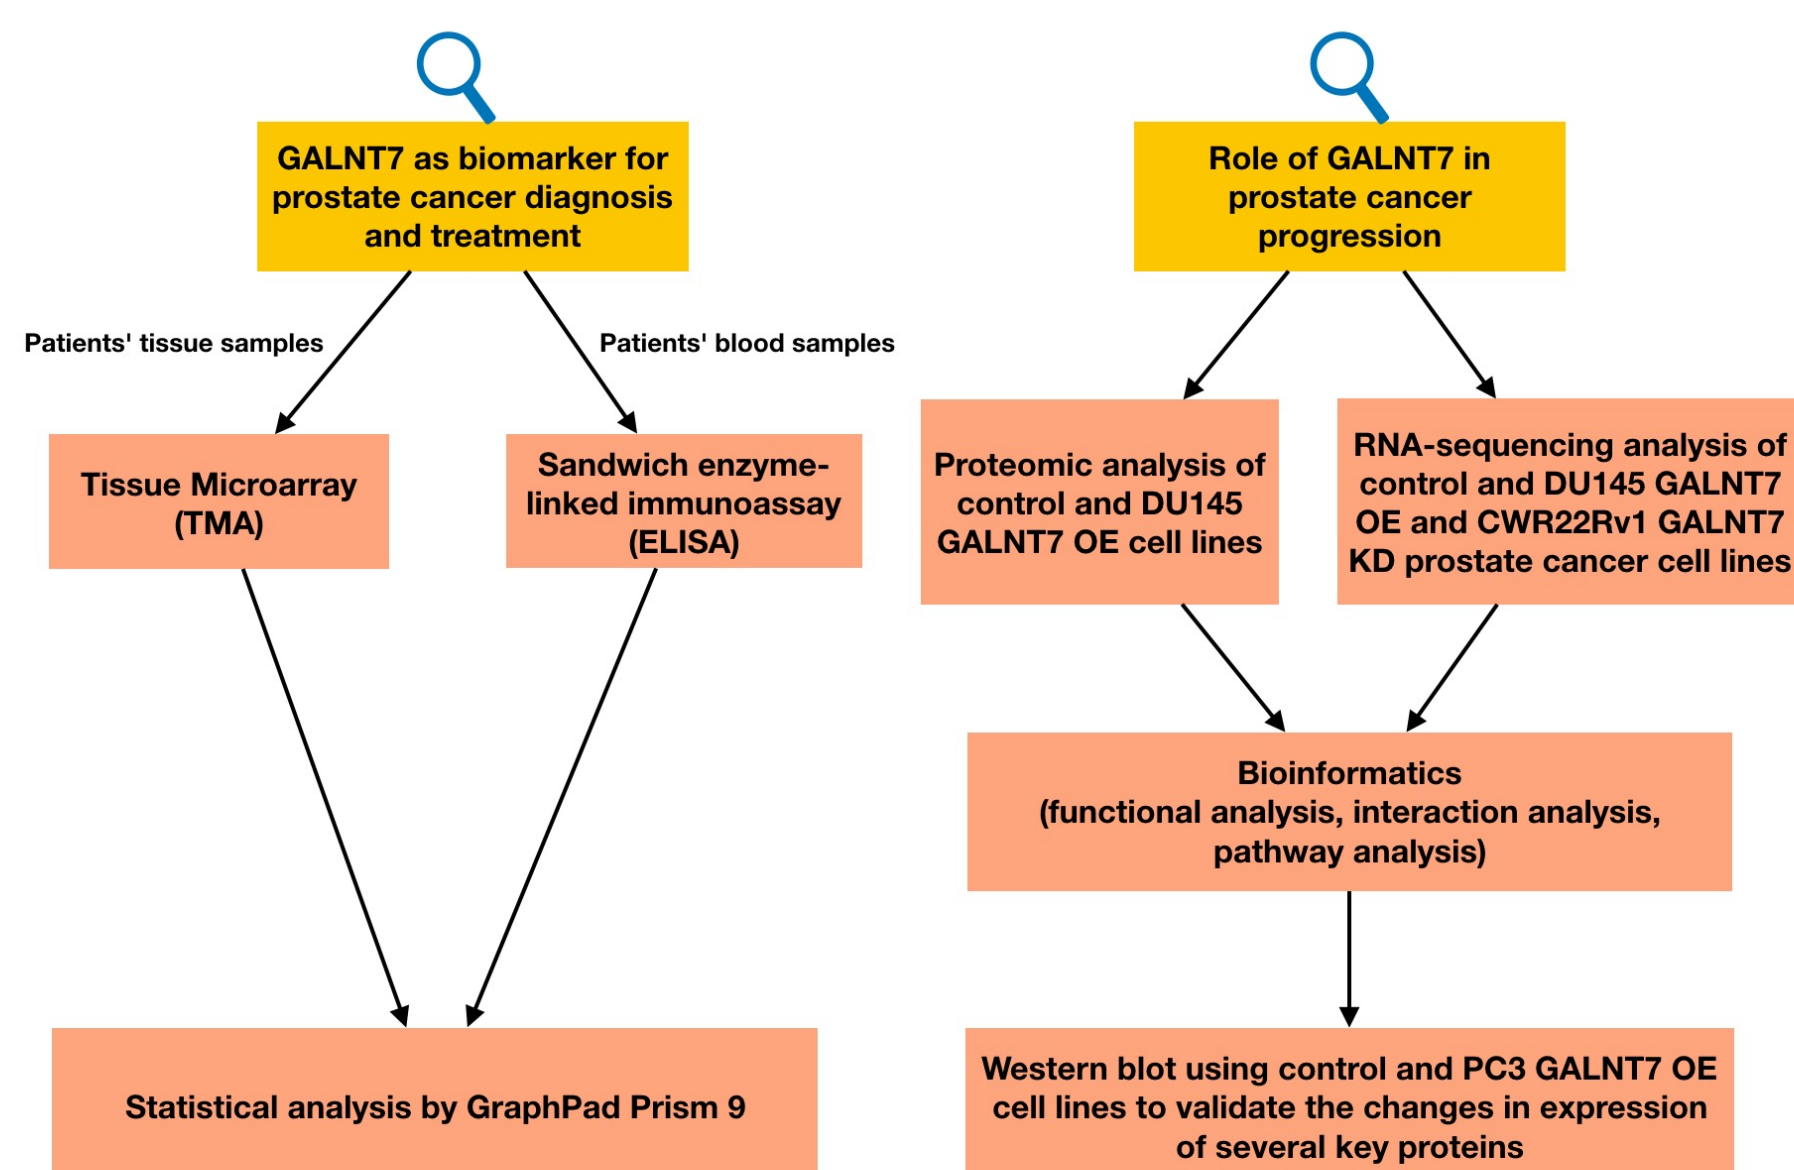 GALNT7 as biomarker for
prostate cancer diagnosis
and treatment
Patients' tissue samples
Patients' blood samples
Tissue Microarray
(TMA)
Sandwich enzyme-
linked immunoassay
(ELISA)
Statistical analysis by GraphPad Prism 9
Role of GALNT7 in
prostate cancer
progression
Proteomic analysis of
control and DU145
GALNT7 OE cell lines
RNA-sequencing analysis of
control and DU145 GALNT7
OE and CWR22Rv1 GALNT7
KD prostate cancer cell lines
Bioinformatics
(functional analysis, interaction analysis,
pathway analysis)
Western blot using control and PC3 GALNT7 OE
cell lines to validate the changes in expression
of several key proteins